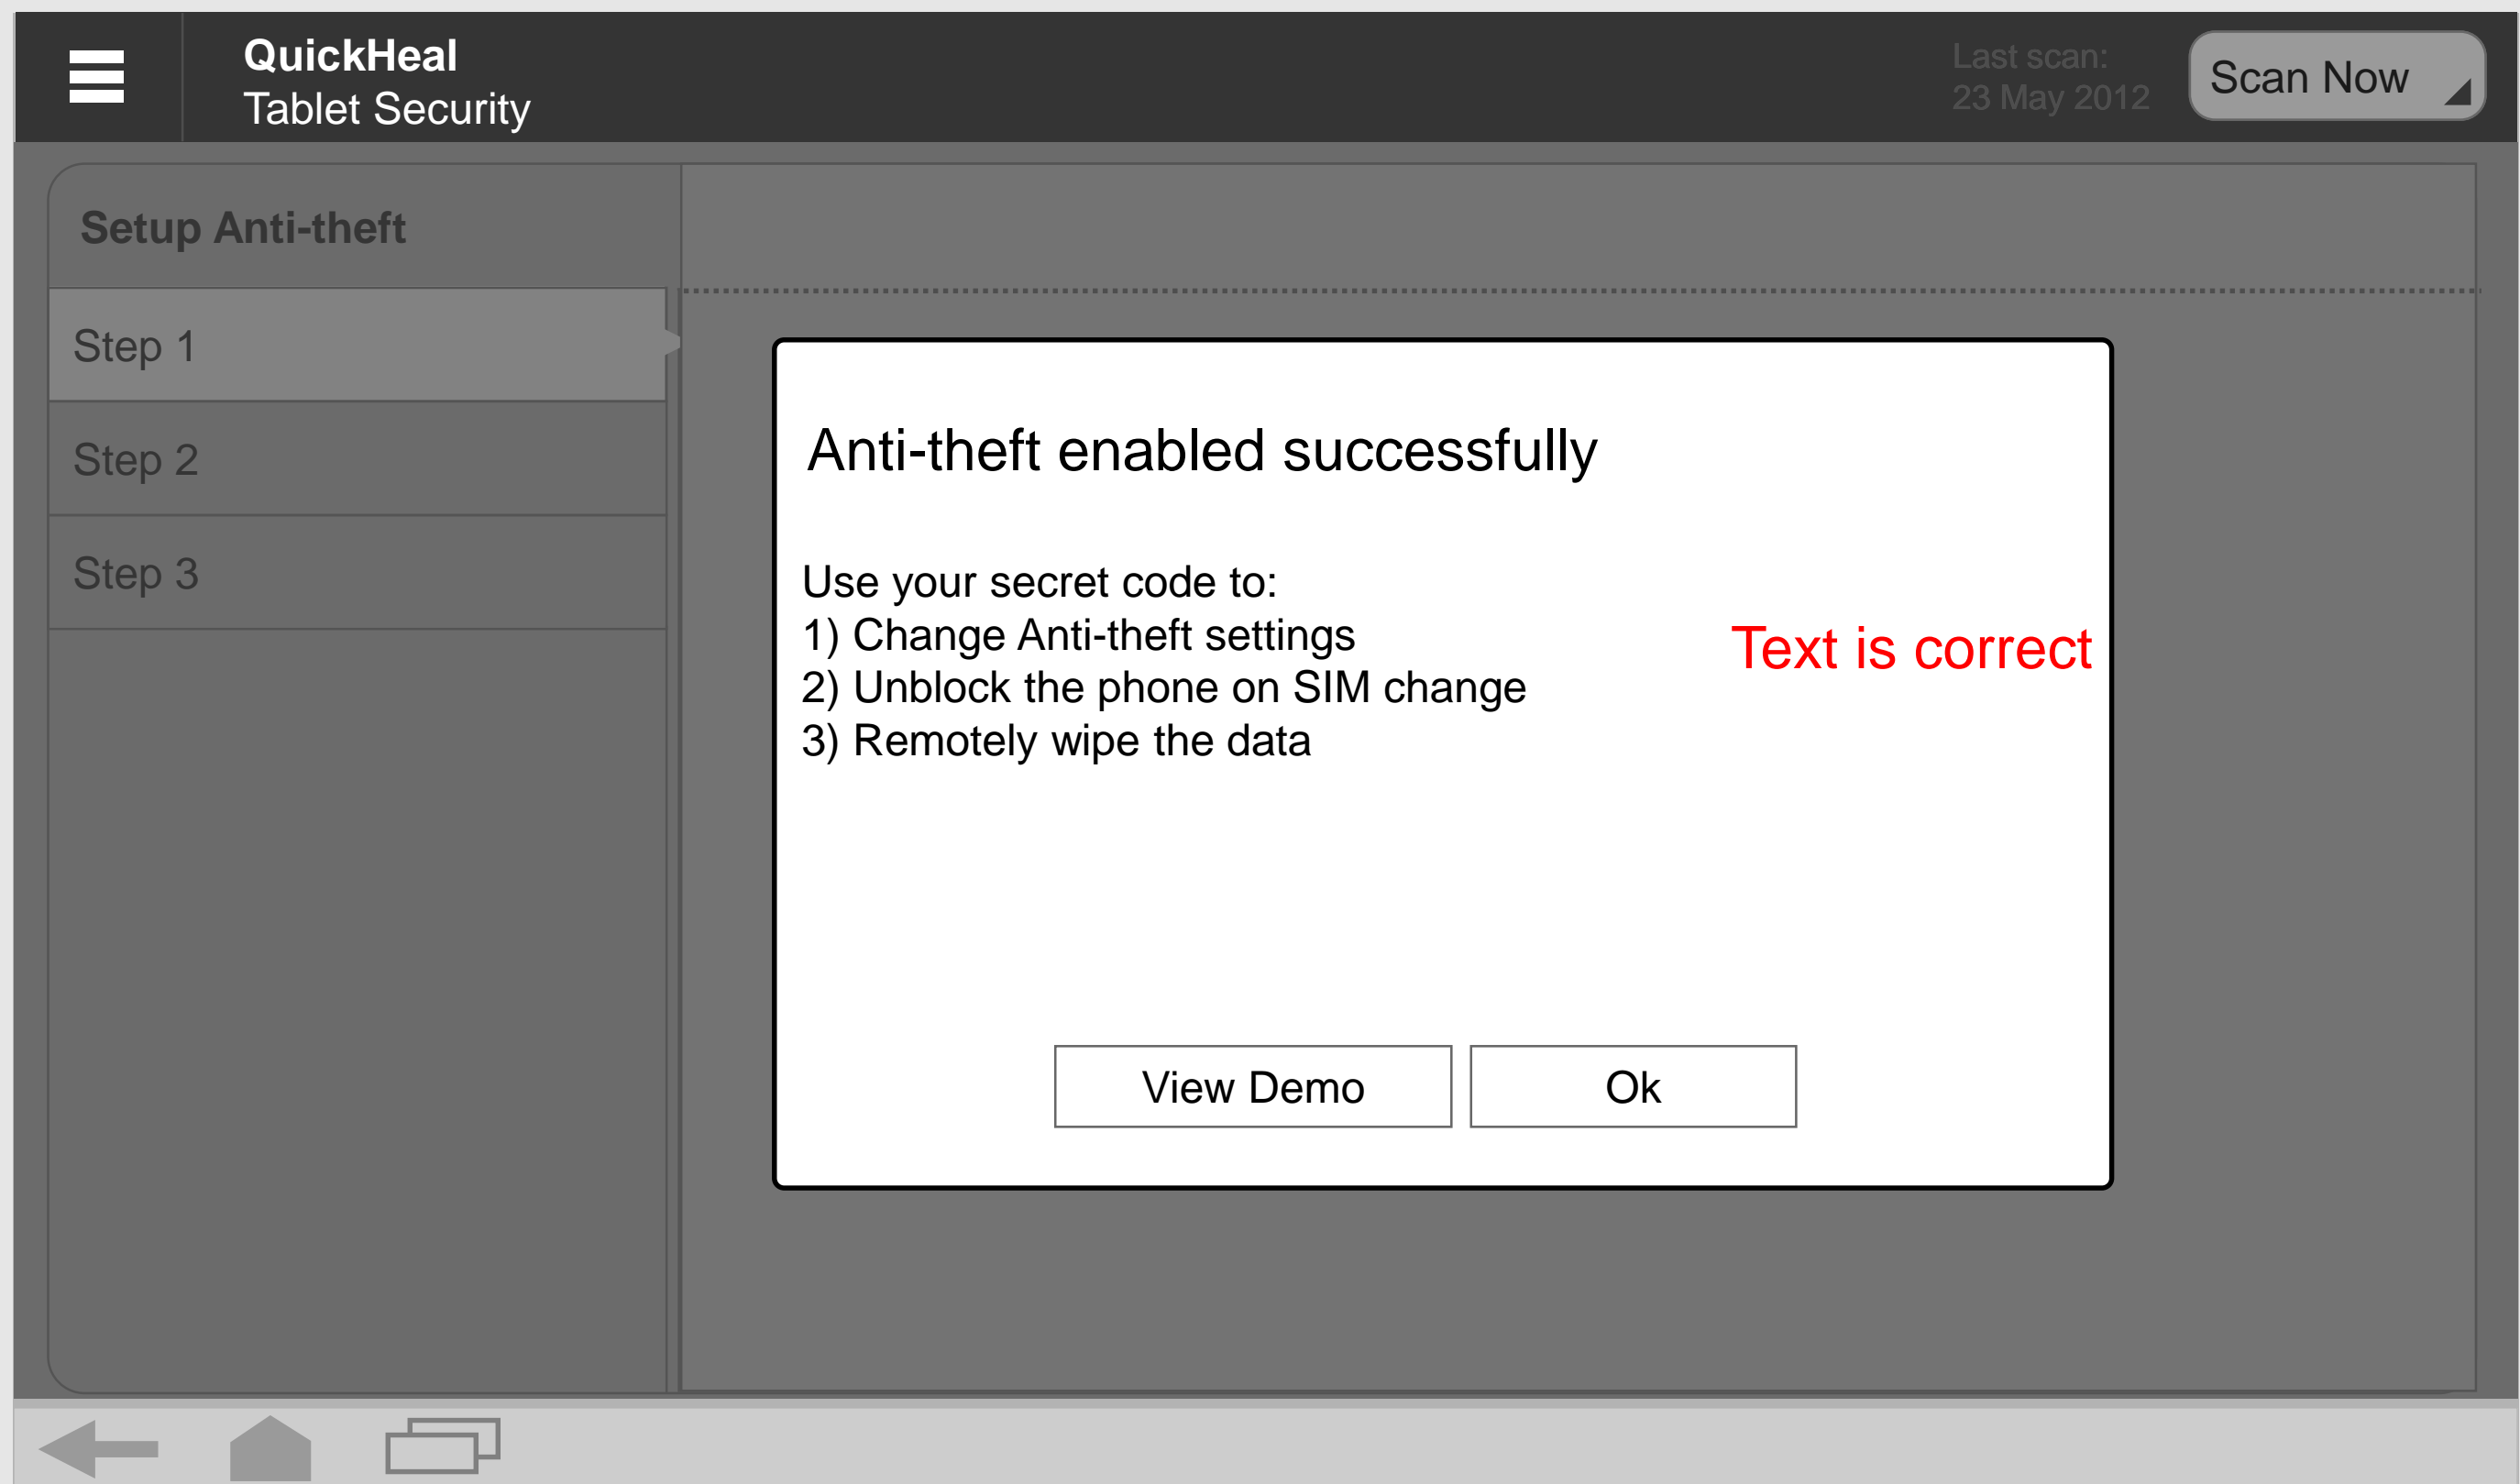 QuickHeal
Tablet Security
Last scan:
23 May 2012
Scan Now
Setup Anti-theft
Step 1
Step 2
Step 3
Anti-theft enabled successfully
Use your secret code to:
1) Change Anti-theft settings
2) Unblock the phone on SIM change
3) Remotely wipe the data
Text is correct
View Demo
Ok